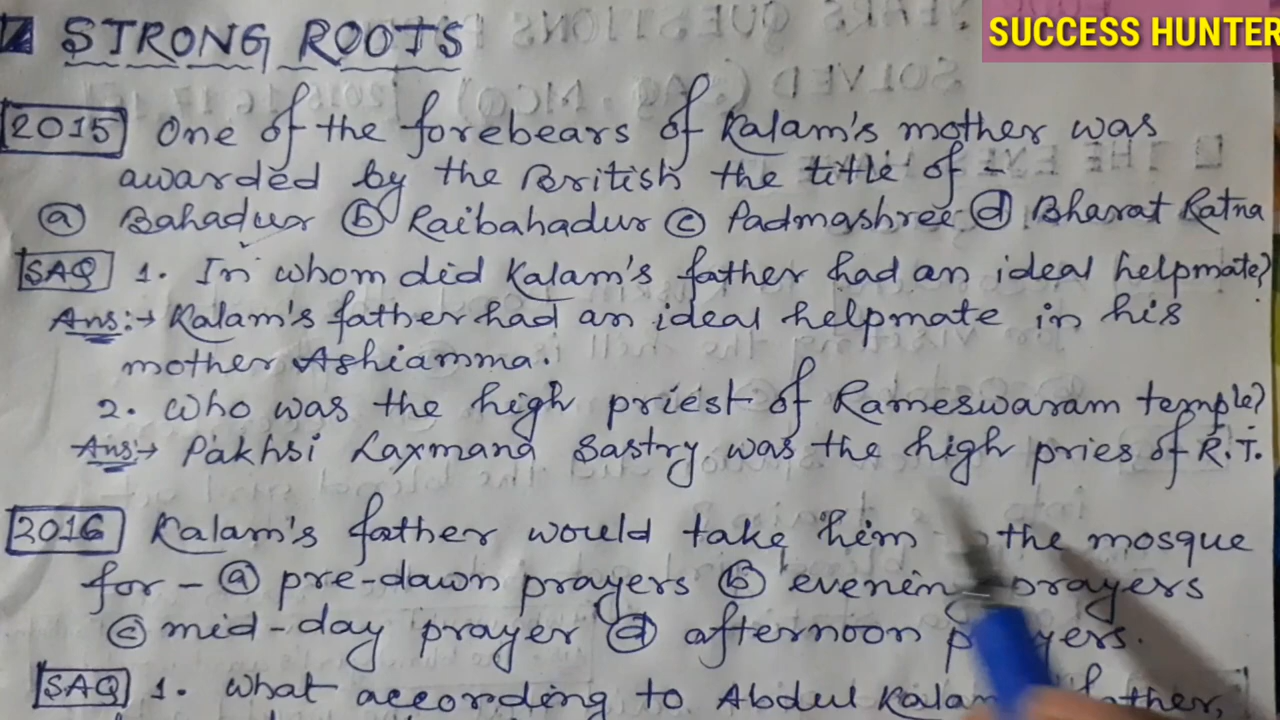 SUCCESS HUNTER
STRONG ROOTS
2015 One of the forebears of Kalam's mother was
awarded by the British the title of -
(a) Bahadur (b) Raibahadur (c) Padmashree (d) Bharat Ratna
SAQ 1. In whom did Kalam's father had an ideal helpmate?
Ans:→ Kalam's father had an ideal helpmate in his
mother Ashiamma.
2. Who was the high priest of Rameswaram temple?
Ans:→ Pakhsi Laxmana Sastry was the high pries of R.T.
2016 Kalam's father would take him the mosque
for - (a) pre-dawn prayers (b) evening prayers
(c) mid-day prayer (d) afternoon prayers.
SAQ 1. What according to Abdul Kalam's father,